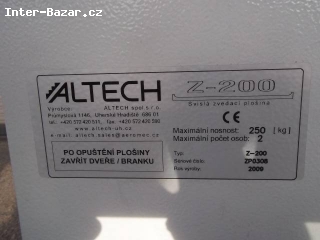 Inter-Bazar.cz
ALTECH
Z-200
Svislá zvedací plošina
Výrobce:
ALTECH spol. s r.o.
Průmyslová 1146, Uherské Hradiště 686 01
www.altech-uh.cz
CE
Maximální nosnost: 250 [kg]
Maximální počet osob: 2
PO OPUŠTĚNÍ PLOŠINY
ZAVŘÍT DVEŘE / BRANKU
Typ: Z-200
Sériové číslo: ZP0308
Rok výroby: 2009